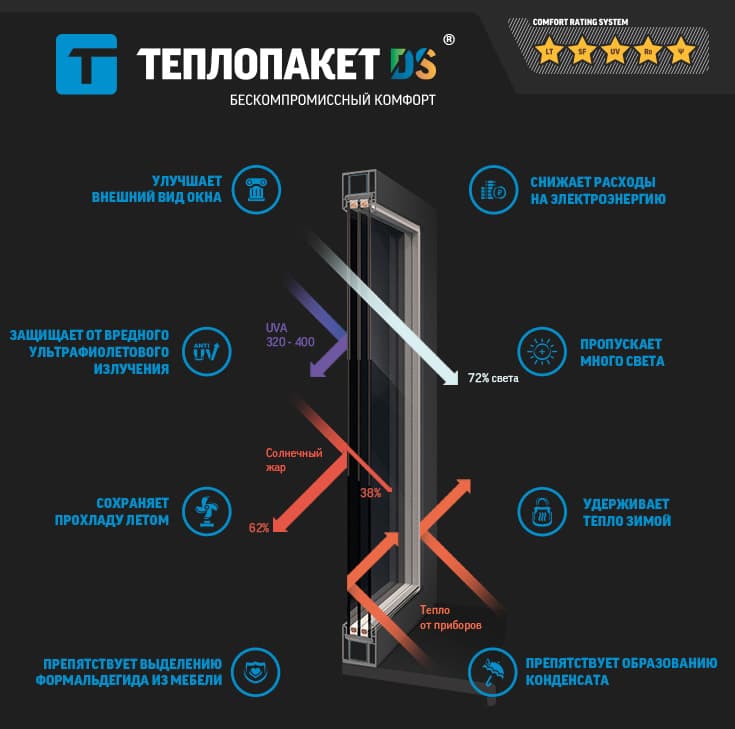 COMFORT RATING SYSTEM
LT SF UV Ro Ψ
T ТЕПЛОПАКЕТ DS ®
БЕСКОМПРОМИССНЫЙ КОМФОРТ
УЛУЧШАЕТ
ВНЕШНИЙ ВИД ОКНА
СНИЖАЕТ РАСХОДЫ
НА ЭЛЕКТРОЭНЕРГИЮ
ЗАЩИЩАЕТ ОТ ВРЕДНОГО
УЛЬТРАФИОЛЕТОВОГО
ИЗЛУЧЕНИЯ
ANTI
UV
UVA
320 - 400
ПРОПУСКАЕТ
МНОГО СВЕТА
72% света
Солнечный
жар
38%
62%
СОХРАНЯЕТ
ПРОХЛАДУ ЛЕТОМ
УДЕРЖИВАЕТ
ТЕПЛО ЗИМОЙ
Тепло
от приборов
ПРЕПЯТСТВУЕТ ВЫДЕЛЕНИЮ
ФОРМАЛЬДЕГИДА ИЗ МЕБЕЛИ
ПРЕПЯТСТВУЕТ ОБРАЗОВАНИЮ
КОНДЕНСАТА